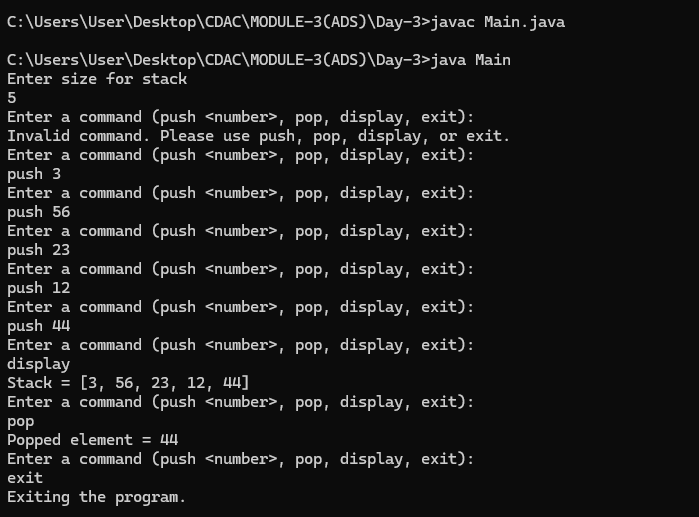 C:\Users\User\Desktop\CDAC\MODULE-3(ADS)\Day-3>javac Main.java
C:\Users\User\Desktop\CDAC\MODULE-3(ADS)\Day-3>java Main
Enter size for stack
5
Enter a command (push <number>, pop, display, exit):
Invalid command. Please use push, pop, display, or exit.
Enter a command (push <number>, pop, display, exit):
push 3
Enter a command (push <number>, pop, display, exit):
push 56
Enter a command (push <number>, pop, display, exit):
push 23
Enter a command (push <number>, pop, display, exit):
push 12
Enter a command (push <number>, pop, display, exit):
push 44
Enter a command (push <number>, pop, display, exit):
display
Stack = [3, 56, 23, 12, 44]
Enter a command (push <number>, pop, display, exit):
pop
Popped element = 44
Enter a command (push <number>, pop, display, exit):
exit
Exiting the program.